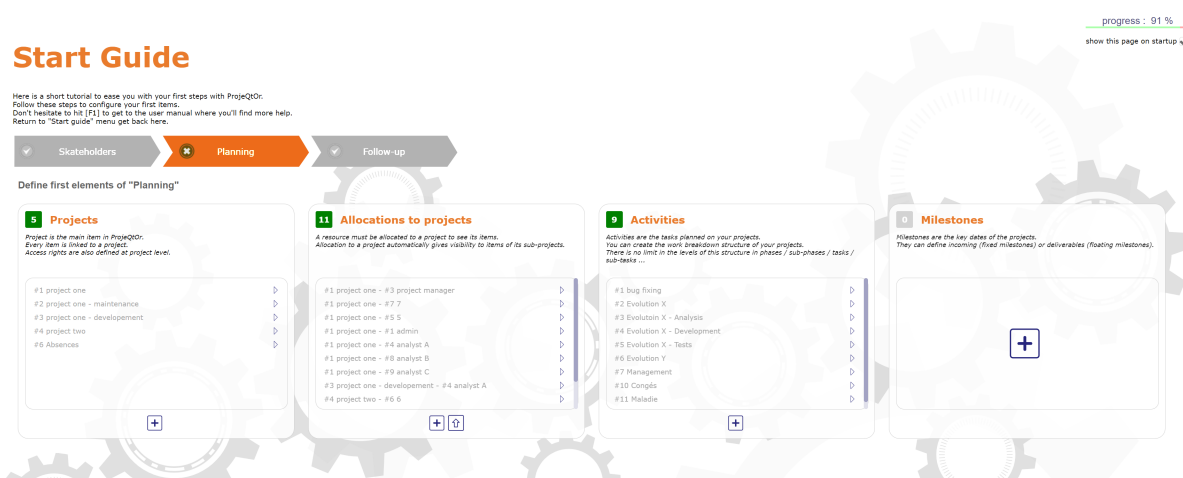 progress : 91 %
show this page on startup
Start Guide
Here is a short tutorial to ease you with your first steps with ProjeQtOr.
Follow these steps to configure your first items.
Don't hesitate to hit [F1] to get to the user manual where you'll find more help.
Return to "Start guide" menu get back here.
Skateholders
Planning
Follow-up
Define first elements of "Planning"
5 Projects
Project is the main item in ProjeQtOr.
Every item is linked to a project.
Access rights are also defined at project level.
#1 project one
#2 project one - maintenance
#3 project one - developement
#4 project two
#6 Absences
11 Allocations to projects
A resource must be allocated to a project to see its items.
Allocation to a project automatically gives visibility to items of its sub-projects.
#1 project one - #3 project manager
#1 project one - #7 7
#1 project one - #5 5
#1 project one - #1 admin
#1 project one - #4 analyst A
#1 project one - #8 analyst B
#1 project one - #9 analyst C
#3 project one - developement - #4 analyst A
#4 project two - #6 6
9 Activities
Activities are the tasks planned on your projects.
You can create the work breakdown structure of your projects.
There is no limit in the levels of this structure in phases / sub-phases / tasks /
sub-tasks ...
#1 bug fixing
#2 Evolution X
#3 Evolutoin X - Analysis
#4 Evolution X - Development
#5 Evolution X - Tests
#6 Evolution Y
#7 Management
#10 Congés
#11 Maladie
0 Milestones
Milestones are the key dates of the projects.
They can define incoming (fixed milestones) or deliverables (floating milestones).